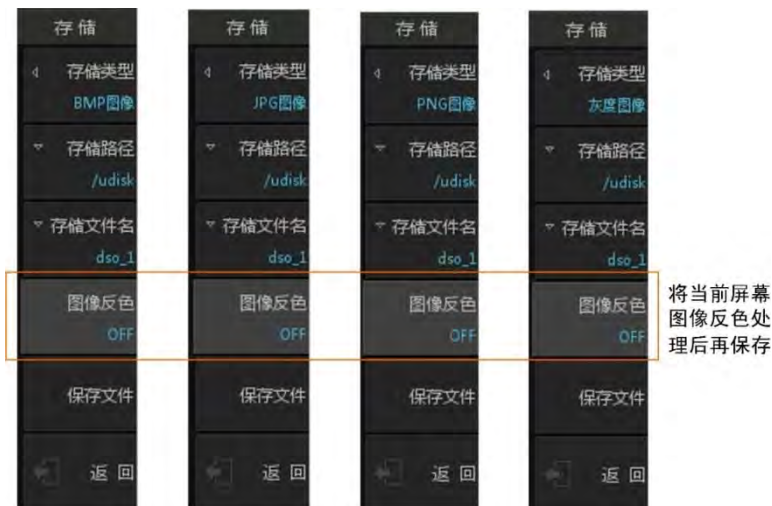 存储
存储类型
BMP图像
存储路径
/udisk
存储文件名
dso_1
图像反色
OFF
保存文件
返回
存储
存储类型
JPG图像
存储路径
/udisk
存储文件名
dso_1
图像反色
OFF
保存文件
返回
存储
存储类型
PNG图像
存储路径
/udisk
存储文件名
dso_1
图像反色
OFF
保存文件
返回
存储
存储类型
灰度图像
存储路径
/udisk
存储文件名
dso_1
图像反色
OFF
保存文件
返回
将当前屏幕
图像反色处
理后再保存